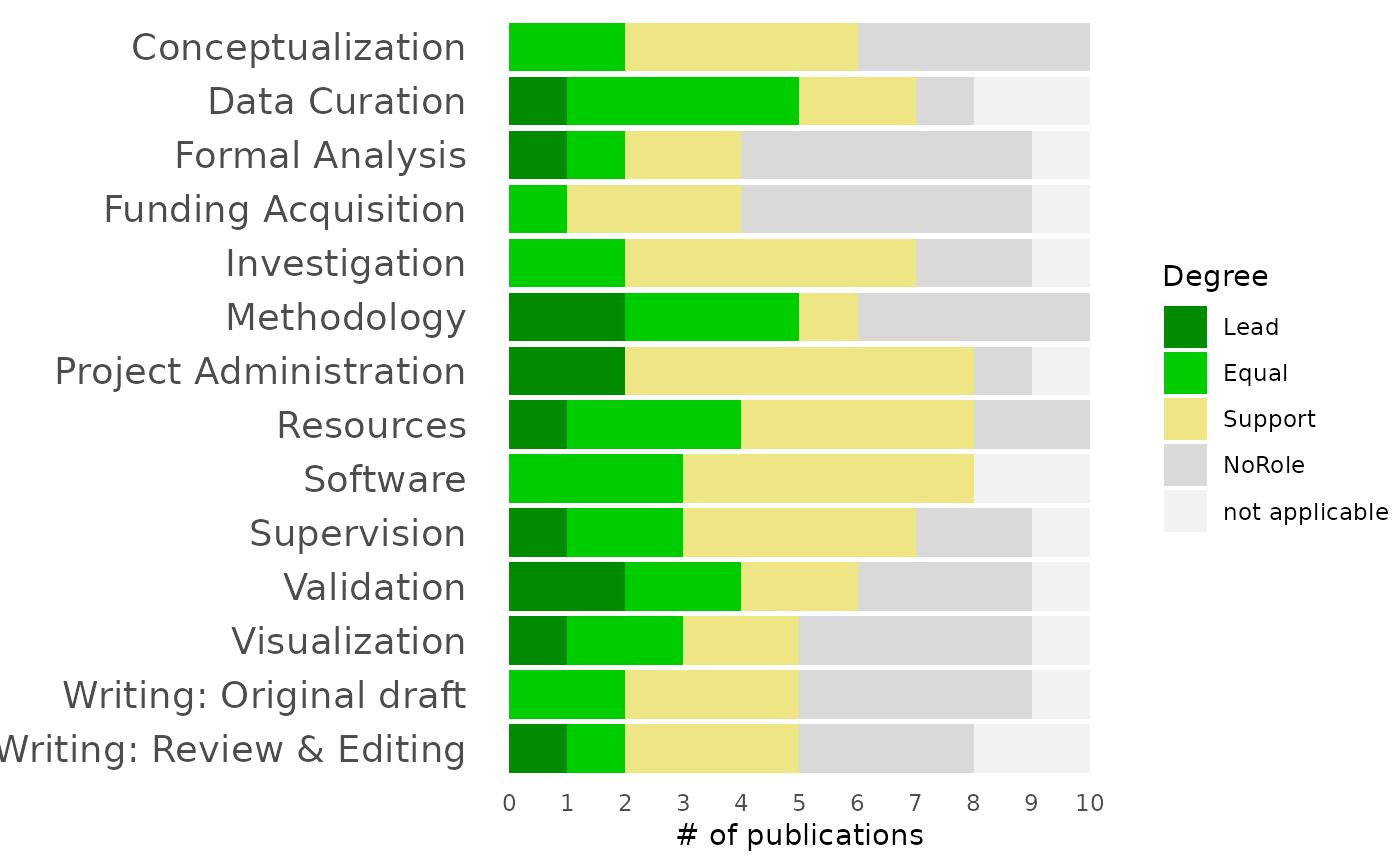 Conceptualization
Data Curation
Formal Analysis
Funding Acquisition
Investigation
Methodology
Project Administration
Resources
Software
Supervision
Validation
Visualization
Writing: Original draft
Writing: Review & Editing
0 1 2 3 4 5 6 7 8 9 10
# of publications
Degree
Lead
Equal
Support
NoRole
not applicable